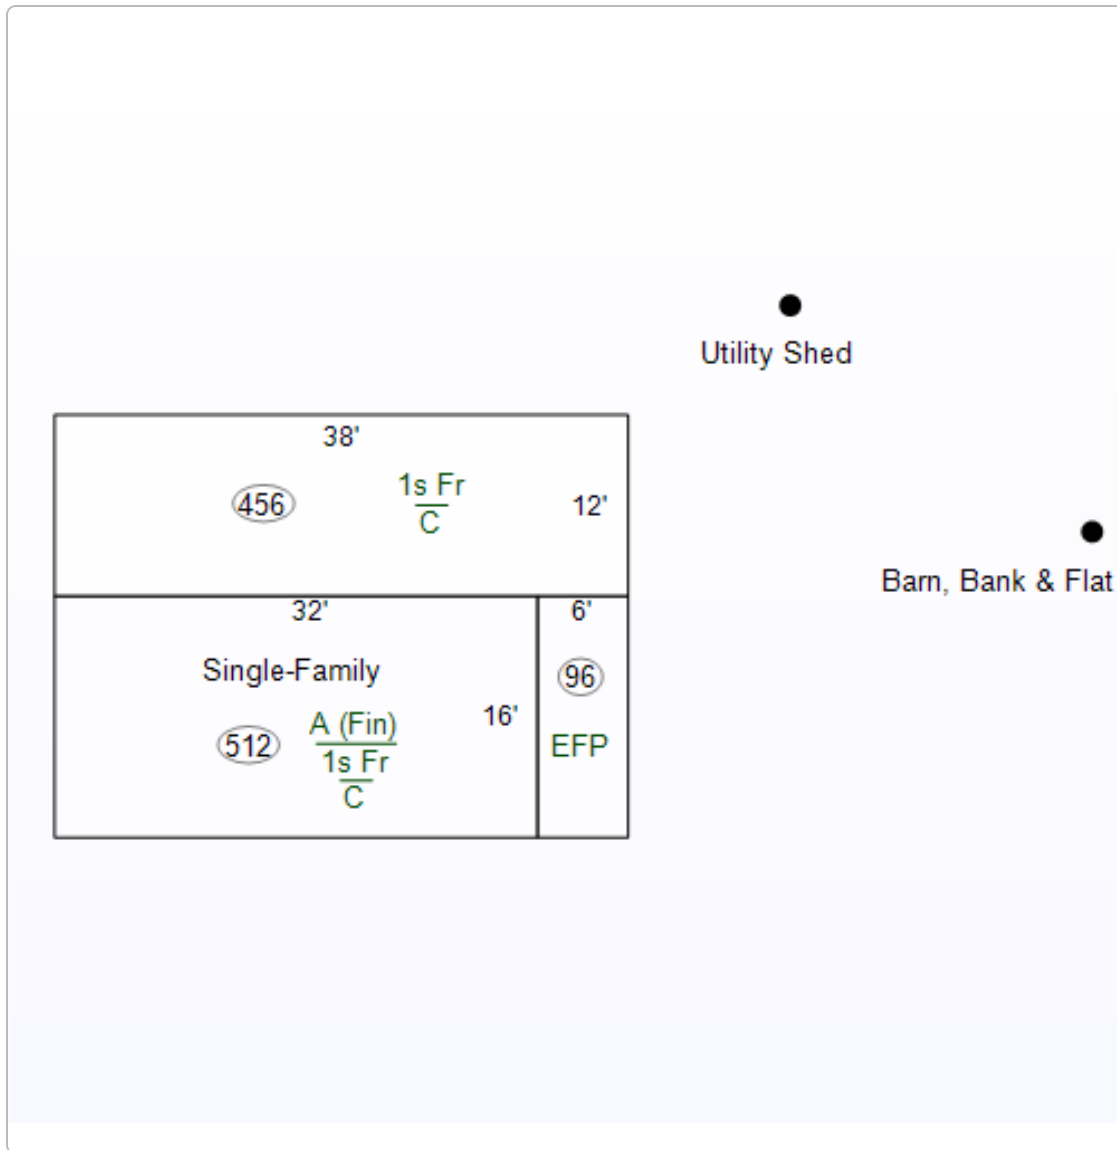 Utility Shed
38'
456
1s Fr
C
12'
Barn, Bank & Flat
32'
6'
Single-Family
96
16'
512
A (Fin)
1s Fr
C
EFP